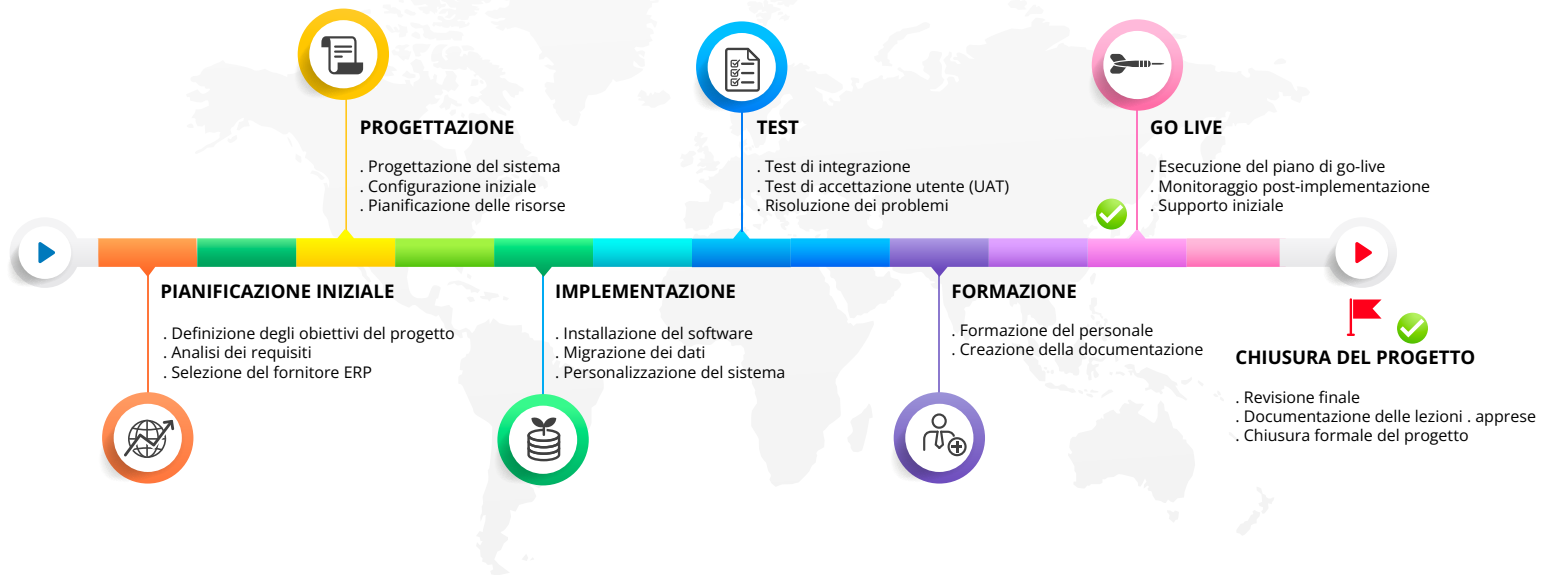 PROGETTAZIONE
. Progettazione del sistema
. Configurazione iniziale
. Pianificazione delle risorse
TEST
. Test di integrazione
. Test di accettazione utente (UAT)
. Risoluzione dei problemi
GO LIVE
. Esecuzione del piano di go-live
. Monitoraggio post-implementazione
. Supporto iniziale
PIANIFICAZIONE INIZIALE
. Definizione degli obiettivi del progetto
. Analisi dei requisiti
. Selezione del fornitore ERP
IMPLEMENTAZIONE
. Installazione del software
. Migrazione dei dati
. Personalizzazione del sistema
FORMAZIONE
. Formazione del personale
. Creazione della documentazione
CHIUSURA DEL PROGETTO
. Revisione finale
. Documentazione delle lezioni . apprese
. Chiusura formale del progetto